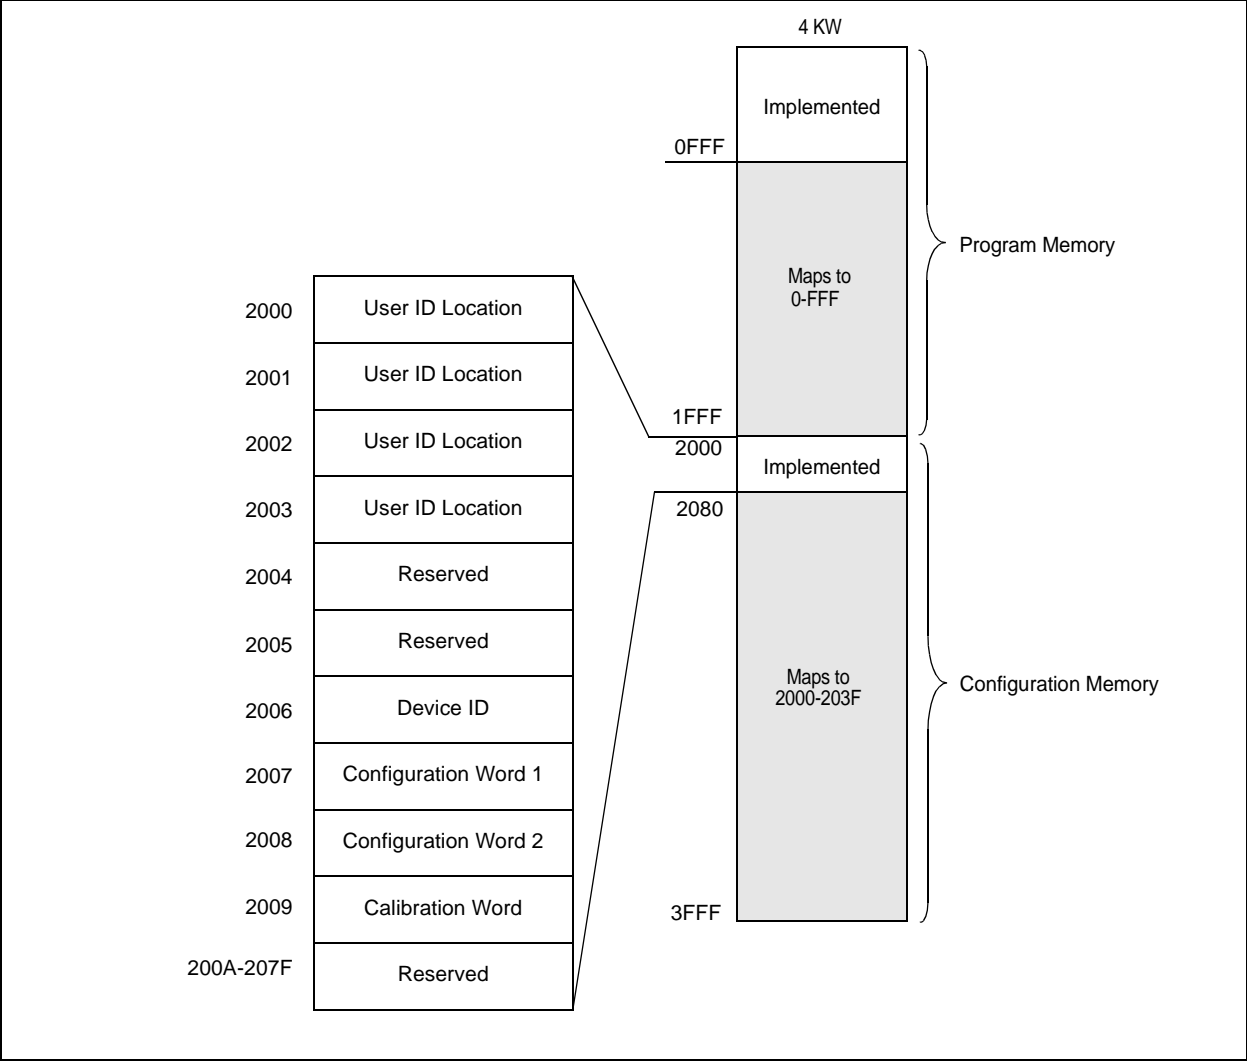 4 KW
Implemented
0FFF
Program Memory
Maps to
0-FFF
2000 User ID Location
2001 User ID Location
2002 User ID Location
2003 User ID Location
2004 Reserved
2005 Reserved
2006 Device ID
2007 Configuration Word 1
2008 Configuration Word 2
2009 Calibration Word
200A-207F Reserved
1FFF
2000
Implemented
2080
Maps to
2000-203F
Configuration Memory
3FFF